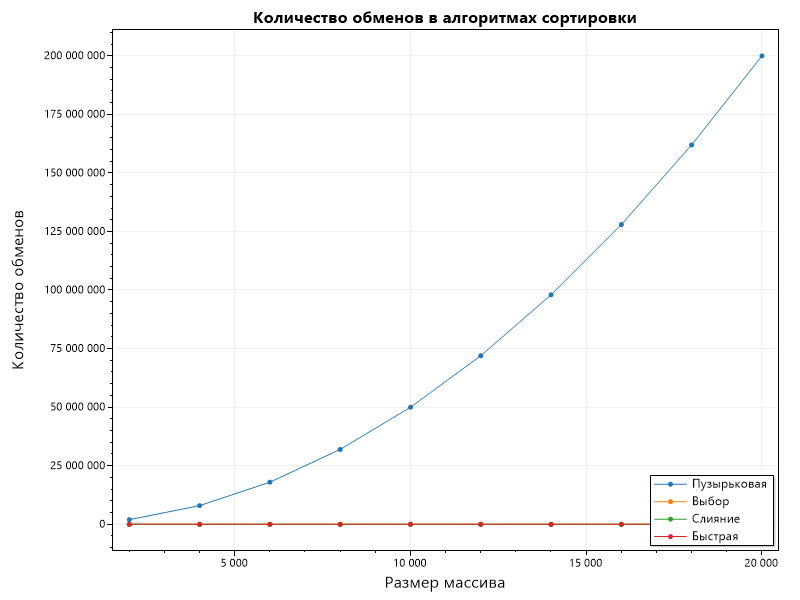 Количество обменов в алгоритмах сортировки
Количество обменов
200 000 000
175 000 000
150 000 000
125 000 000
100 000 000
75 000 000
50 000 000
25 000 000
0
5 000
10 000
15 000
20 000
Размер массива
Пузырьковая
Выбор
Слияние
Быстрая